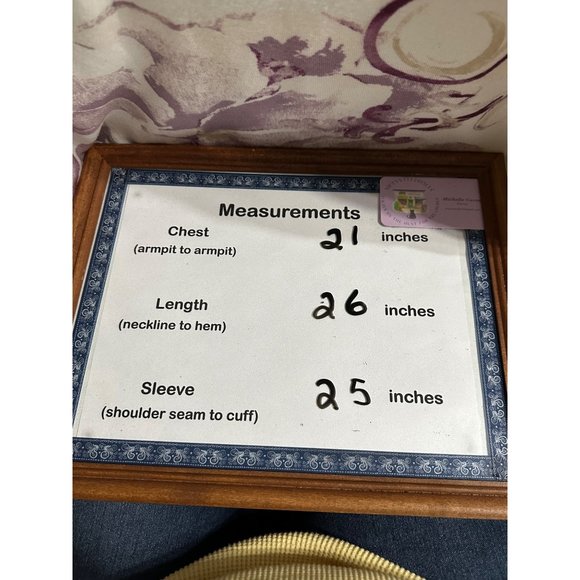 Measurements
Chest 21 inches
(armpit to armpit)
Length 26 inches
(neckline to hem)
Sleeve 25 inches
(shoulder seam to cuff)